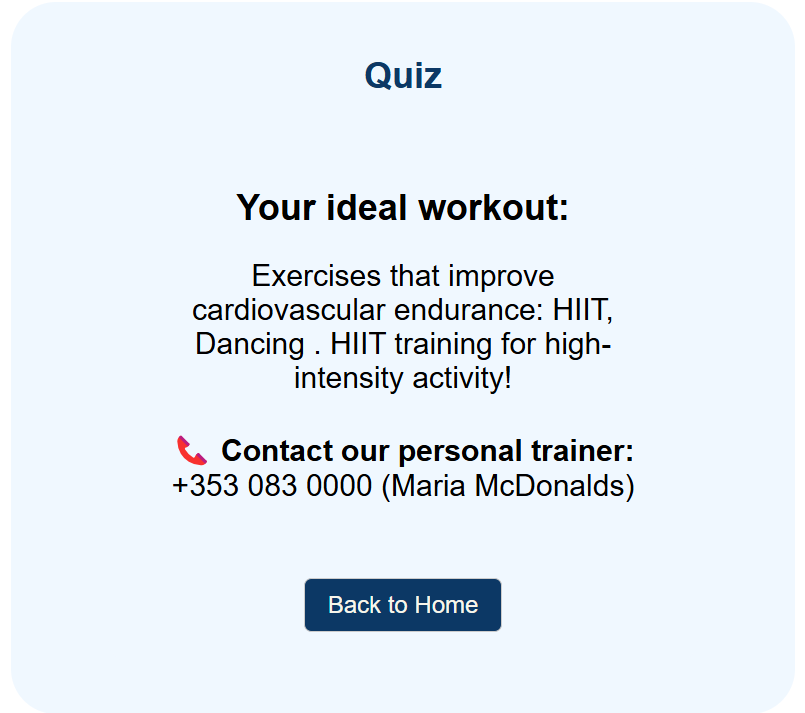 Quiz
Your ideal workout:
Exercises that improve
cardiovascular endurance: HIIT,
Dancing . HIIT training for high-
intensity activity!
📞 Contact our personal trainer:
+353 083 0000 (Maria McDonalds)
Back to Home